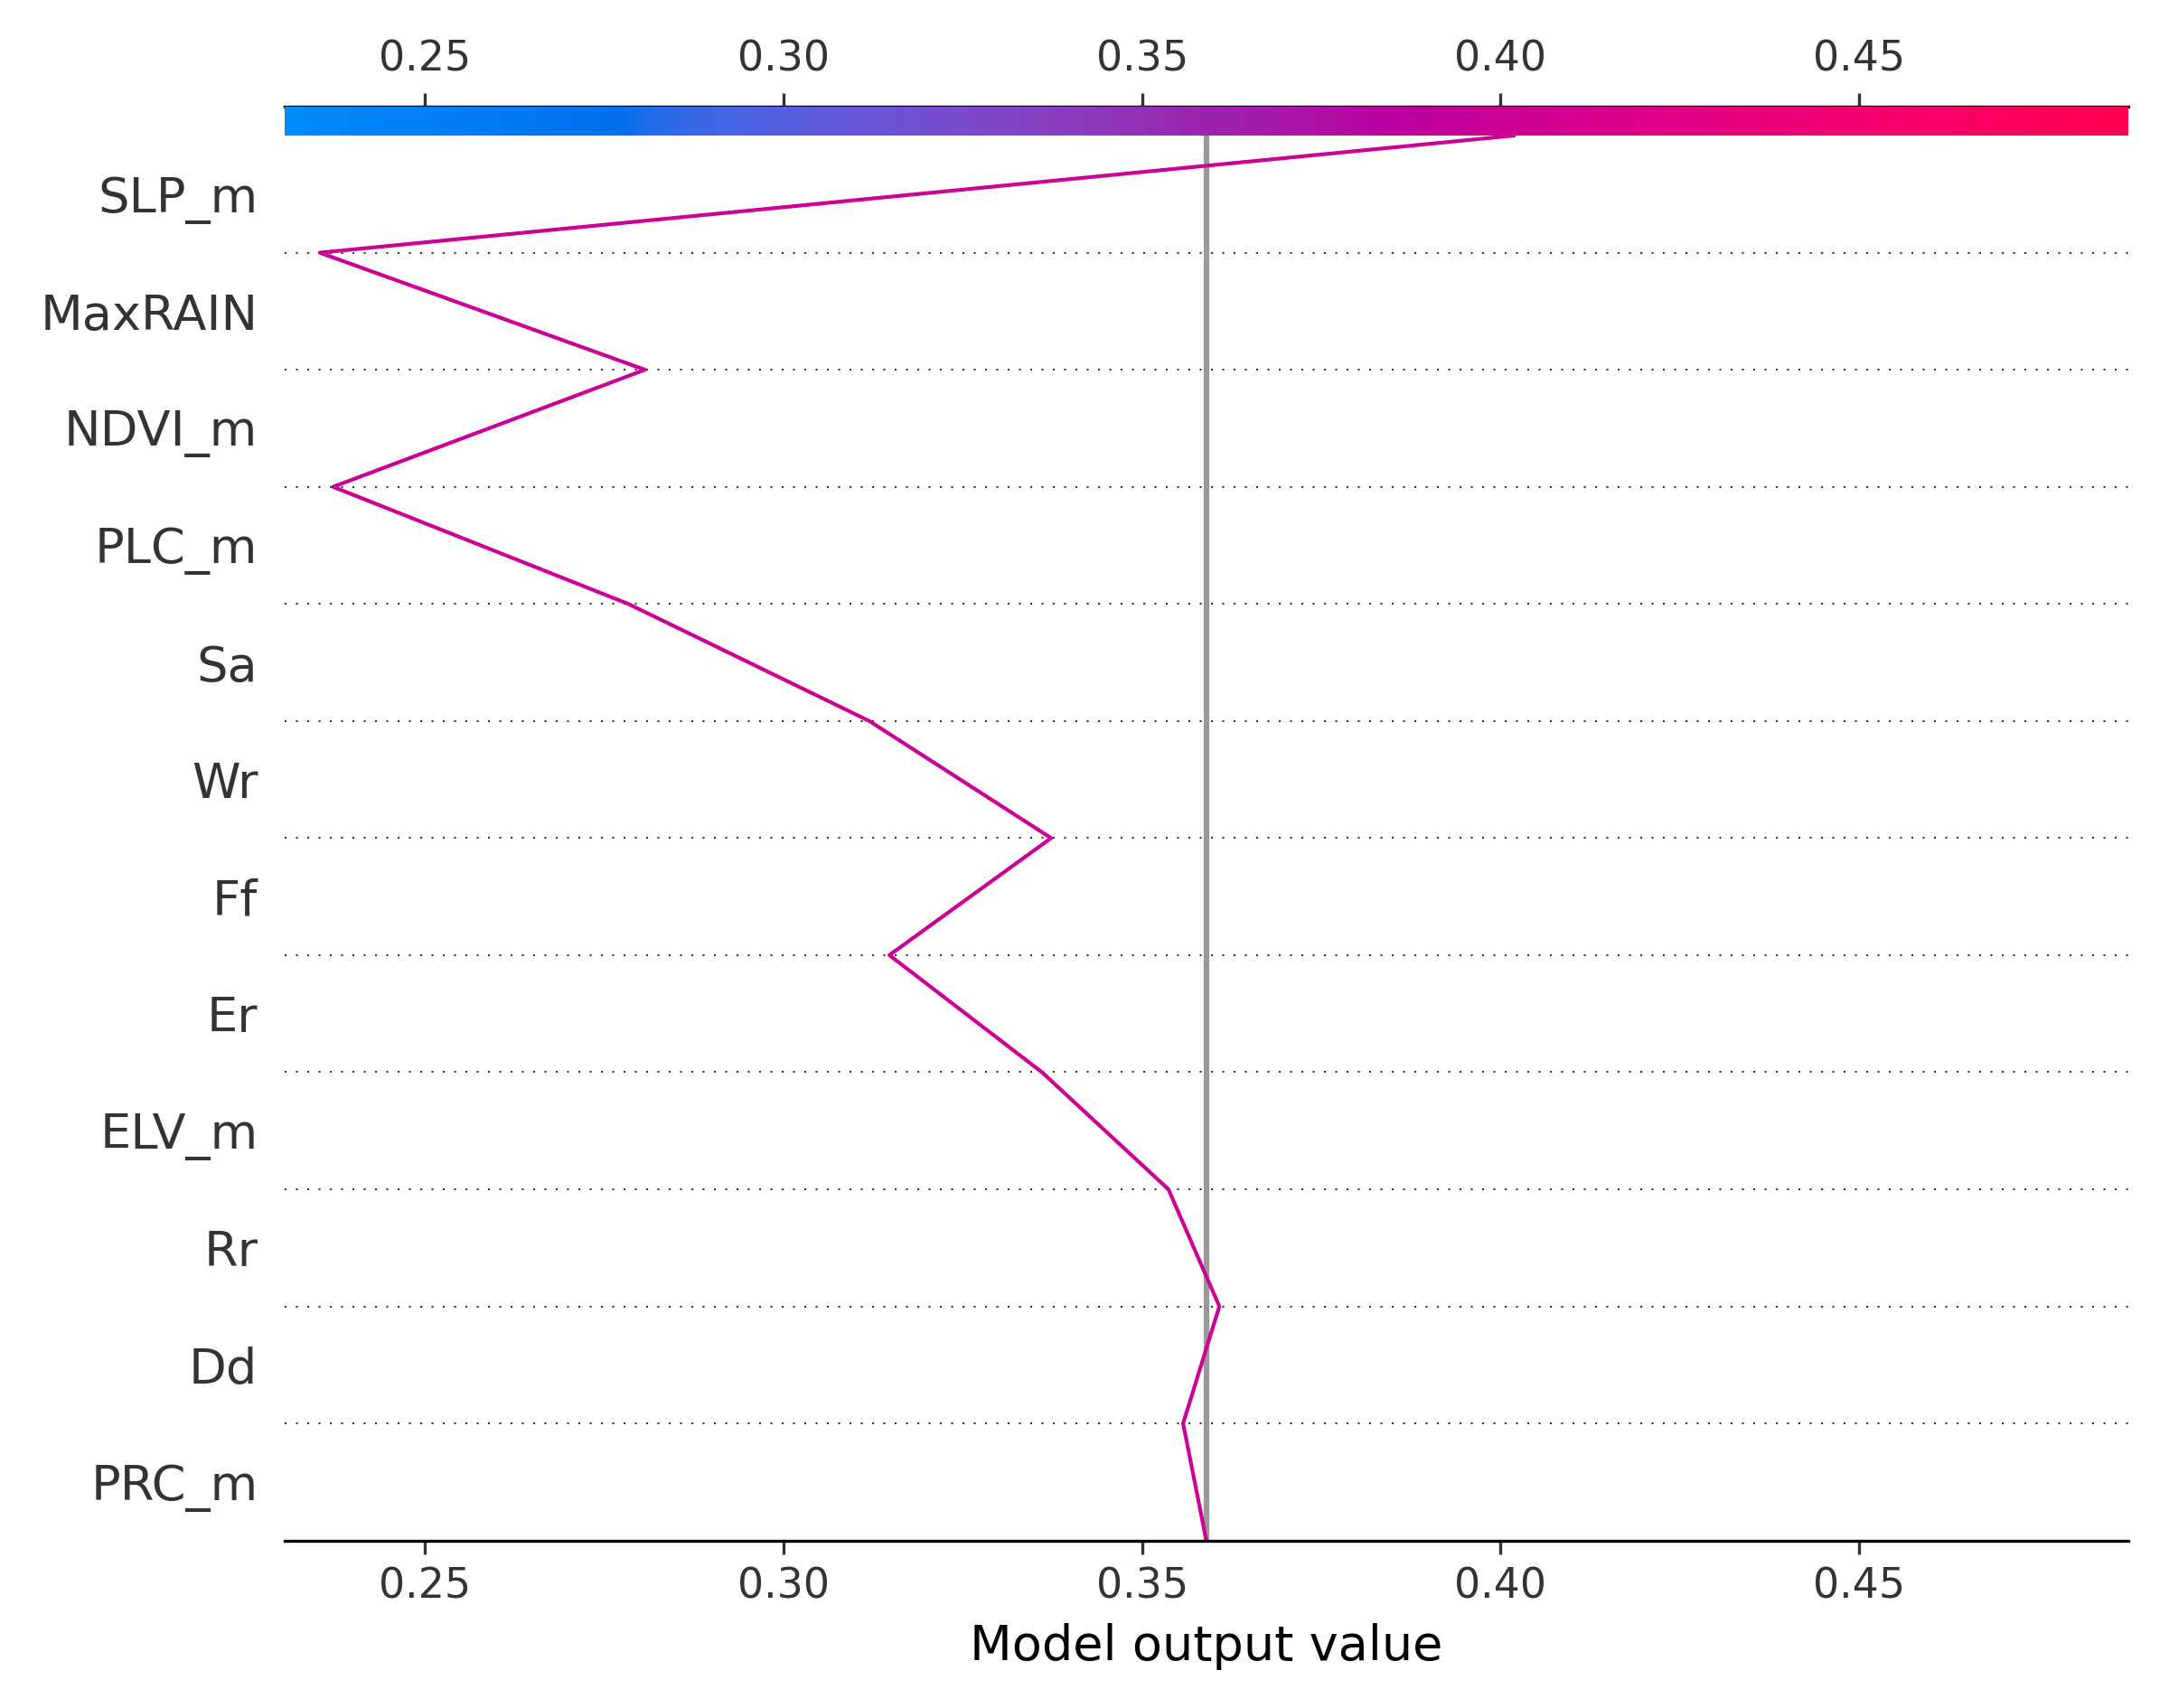 0.25 0.30 0.35 0.40 0.45
SLP_m
MaxRAIN
NDVI_m
PLC_m
Sa
Wr
Ff
Er
ELV_m
Rr
Dd
PRC_m
0.25 0.30 0.35 0.40 0.45
Model output value